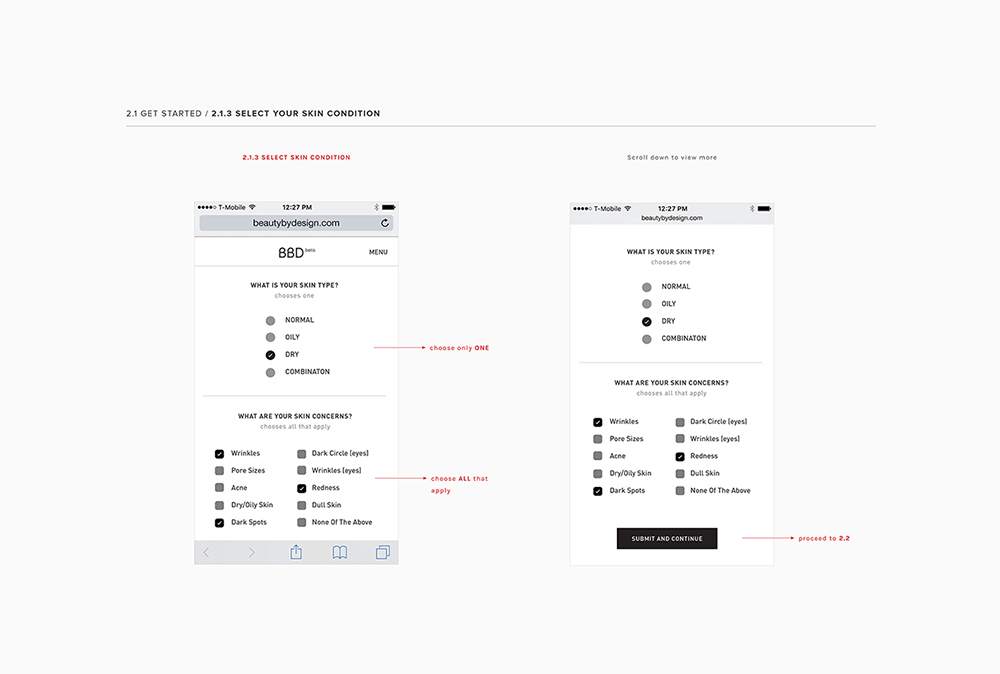 2.1 GET STARTED / 2.1.3 SELECT YOUR SKIN CONDITION
2.1.3 SELECT SKIN CONDITION
T-Mobile 12:27 PM
beautybydesign.com
BBD beta MENU
WHAT IS YOUR SKIN TYPE?
chooses one
NORMAL
OILY
DRY
COMBINATON
choose only ONE
WHAT ARE YOUR SKIN CONCERNS?
chooses all that apply
Wrinkles Dark Circle (eyes)
Pore Sizes Wrinkles (eyes)
Acne Redness
Dry/Oily Skin Dull Skin
Dark Spots None Of The Above
choose ALL that
apply
Scroll down to view more
T-Mobile 12:27 PM
beautybydesign.com
WHAT IS YOUR SKIN TYPE?
chooses one
NORMAL
OILY
DRY
COMBINATON
WHAT ARE YOUR SKIN CONCERNS?
chooses all that apply
Wrinkles Dark Circle (eyes)
Pore Sizes Wrinkles (eyes)
Acne Redness
Dry/Oily Skin Dull Skin
Dark Spots None Of The Above
SUBMIT AND CONTINUE
proceed to 2.2